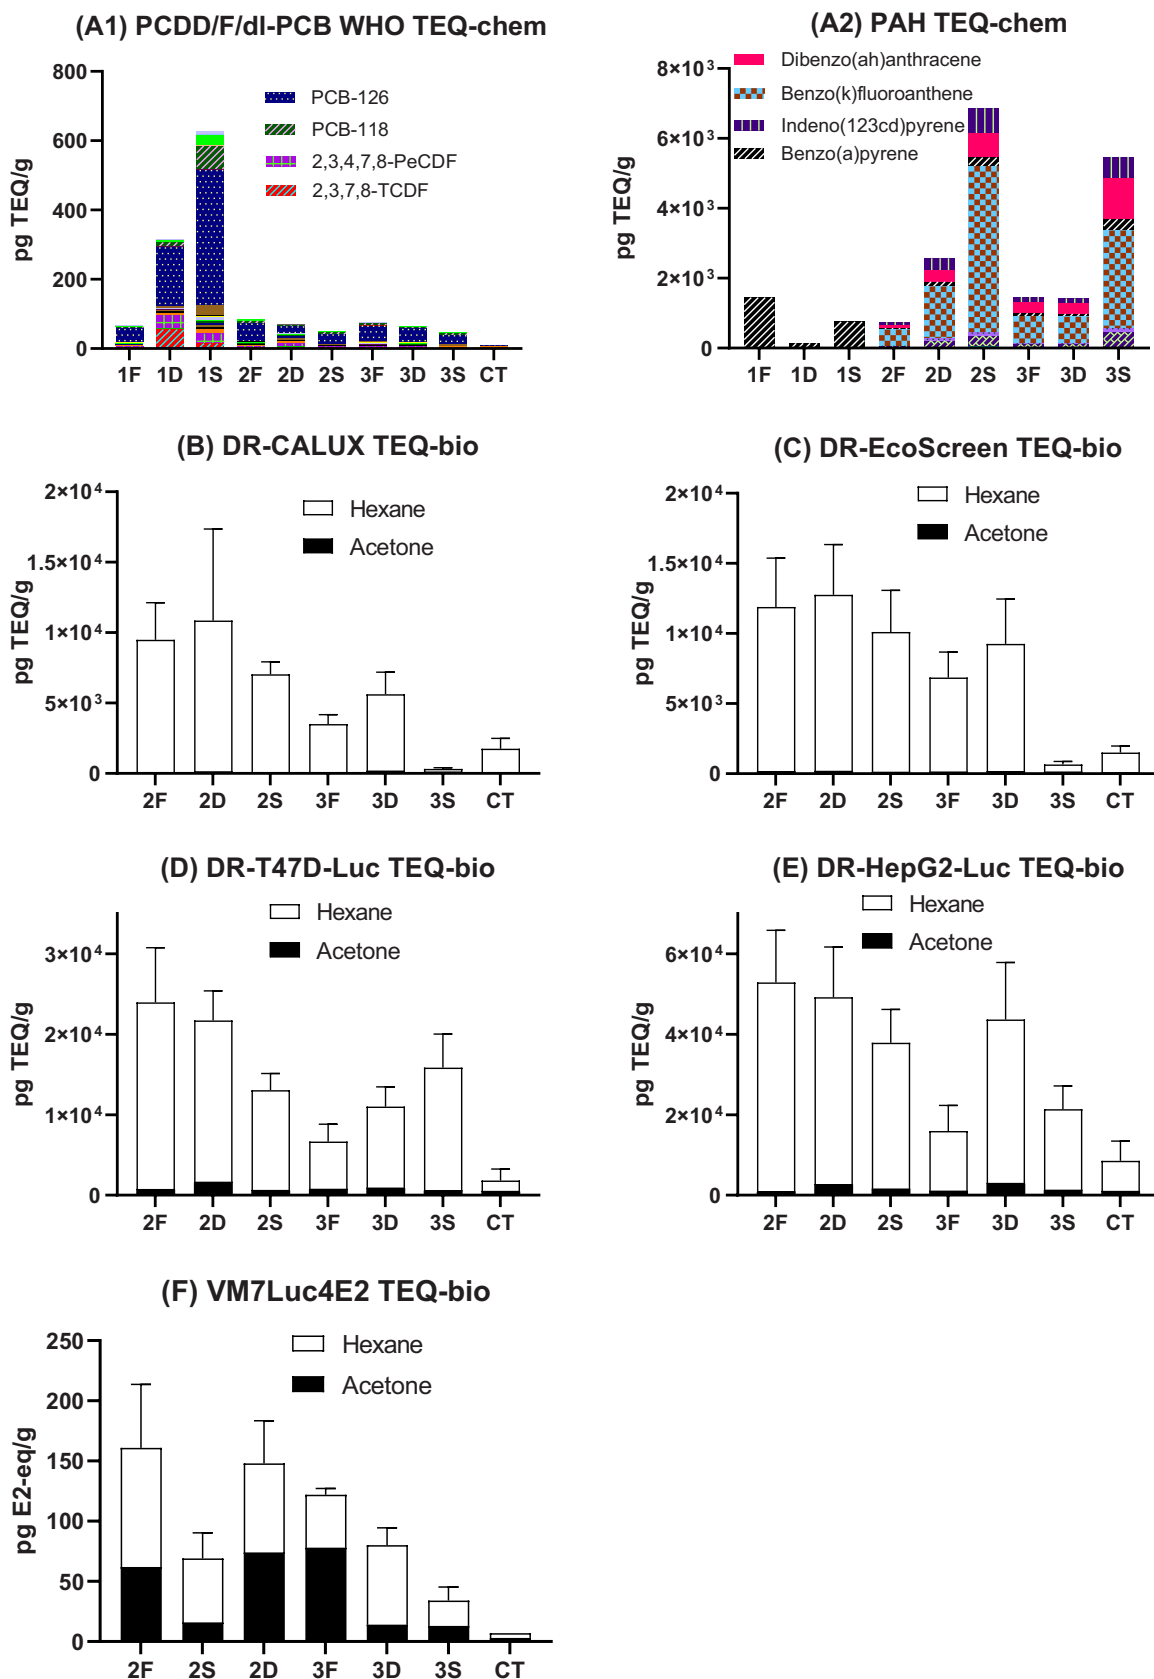 (A1) PCDD/F/dl-PCB WHO TEQ-chem
pg TEQ/g
800
600
400
200
0
PCB-126
PCB-118
2,3,4,7,8-PeCDF
2,3,7,8-TCDF
1F 1D 1S 2F 2D 2S 3F 3D 3S CT
(A2) PAH TEQ-chem
pg TEQ/g
8×10³
6×10³
4×10³
2×10³
0
Dibenzo(ah)anthracene
Benzo(k)fluoroanthene
Indeno(123cd)pyrene
Benzo(a)pyrene
1F 1D 1S 2F 2D 2S 3F 3D 3S
(B) DR-CALUX TEQ-bio
pg TEQ/g
2×10⁴
1.5×10⁴
1×10⁴
5×10³
0
Hexane
Acetone
2F 2D 2S 3F 3D 3S CT
(C) DR-EcoScreen TEQ-bio
pg TEQ/g
2×10⁴
1.5×10⁴
1×10⁴
5×10³
0
Hexane
Acetone
2F 2D 2S 3F 3D 3S CT
(D) DR-T47D-Luc TEQ-bio
pg TEQ/g
3×10⁴
2×10⁴
1×10⁴
0
Hexane
Acetone
2F 2D 2S 3F 3D 3S CT
(E) DR-HepG2-Luc TEQ-bio
pg TEQ/g
6×10⁴
4×10⁴
2×10⁴
0
Hexane
Acetone
2F 2D 2S 3F 3D 3S CT
(F) VM7Luc4E2 TEQ-bio
pg E2-eq/g
250
200
150
100
50
0
Hexane
Acetone
2F 2S 2D 3F 3D 3S CT